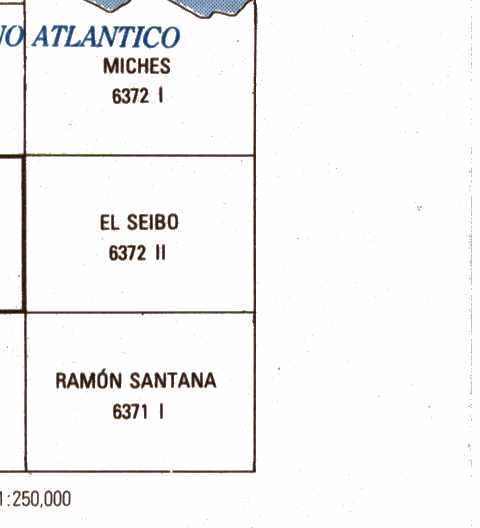 NO ATLANTICO
MICHES
6372 I
EL SEIBO
6372 II
RAMÓN SANTANA
6371 I
1:250,000